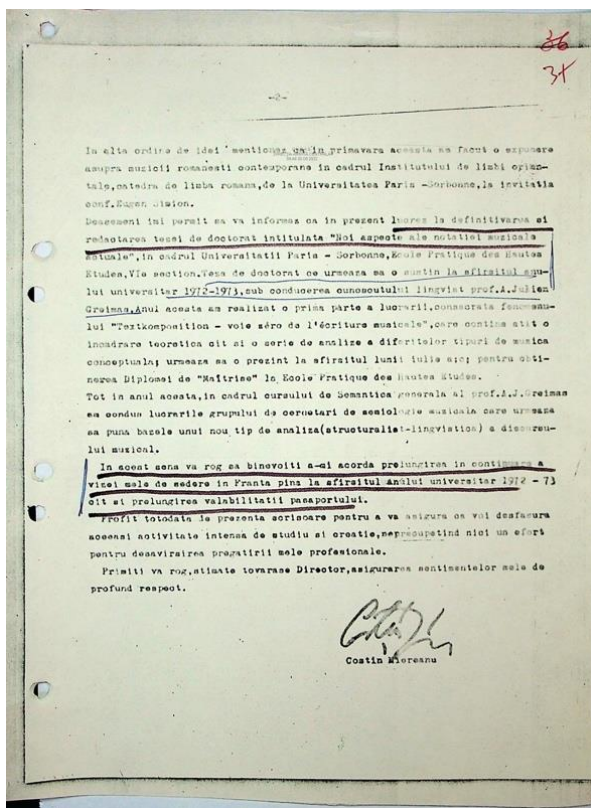 36
37
-2-
In alta ordine de idei mentionez ca in primavara aceasta am facut o expunere
asupra muzicii romanesti contemporane in cadrul Institutului de limbi orien-
tale, catedra de limba romana, de la Universitatea Paris -Sorbonne, la invitatia
conf. Eugen Simion.
Deasemeni imi permit sa va informez ca in prezent lucrez la definitivarea si
redactarea tezei de doctorat intitulata "Noi aspecte ale notatiei muzicale
actuale", in cadrul Universitatii Paris - Sorbonne, Ecole Pratique des Hautes
Etudes, VIe section. Teza de doctorat ce urmeaza sa o sustin la sfirsitul anu-
lui universitar 1972-1973, sub conducerea cunoscutului lingvist prof. A. Julien
Greimas. Anul acesta am realizat o prima parte a lucrarii, consacrata fenomenu-
lui "Textkomposition - voie zéro de l'écriture musicale", care contine atit o
incadrare teoretica cit si o serie de analize a diferitelor tipuri de muzica
conceptuala; urmeaza sa o prezint la sfirsitul lunii iulie a;c; pentru obti-
nerea Diplomei de "Maîtrise" la Ecole Pratique des Hautes Etudes.
Tot in anul acesta, in cadrul cursului de Semantica generala al prof. A.J. Greimas
am condus lucrarile grupului de cercetari de semiologie muzicala care urmeaza
sa puna bazele unui nou tip de analiza(structuralist-lingvistica) a discursu-
lui muzical.
In acest sens va rog sa binevoiti a-mi acorda prelungirea in continuare a
vizei mele de sedere in Franta pina la sfirsitul anului universitar 1972 - 73
cit si prelungirea valabilitatii pasaportului.
Profit totodata de prezenta scrisoare pentru a va asigura ca voi desfasura
aceeasi activitate intensa de studiu si creatie, neprecupetind nici un efort
pentru desavirsirea pregatirii mele profesionale.
Primiti va rog, stimate tovarase Director, asigurarea sentimentelor mele de
profund respect.
Costin Miereanu